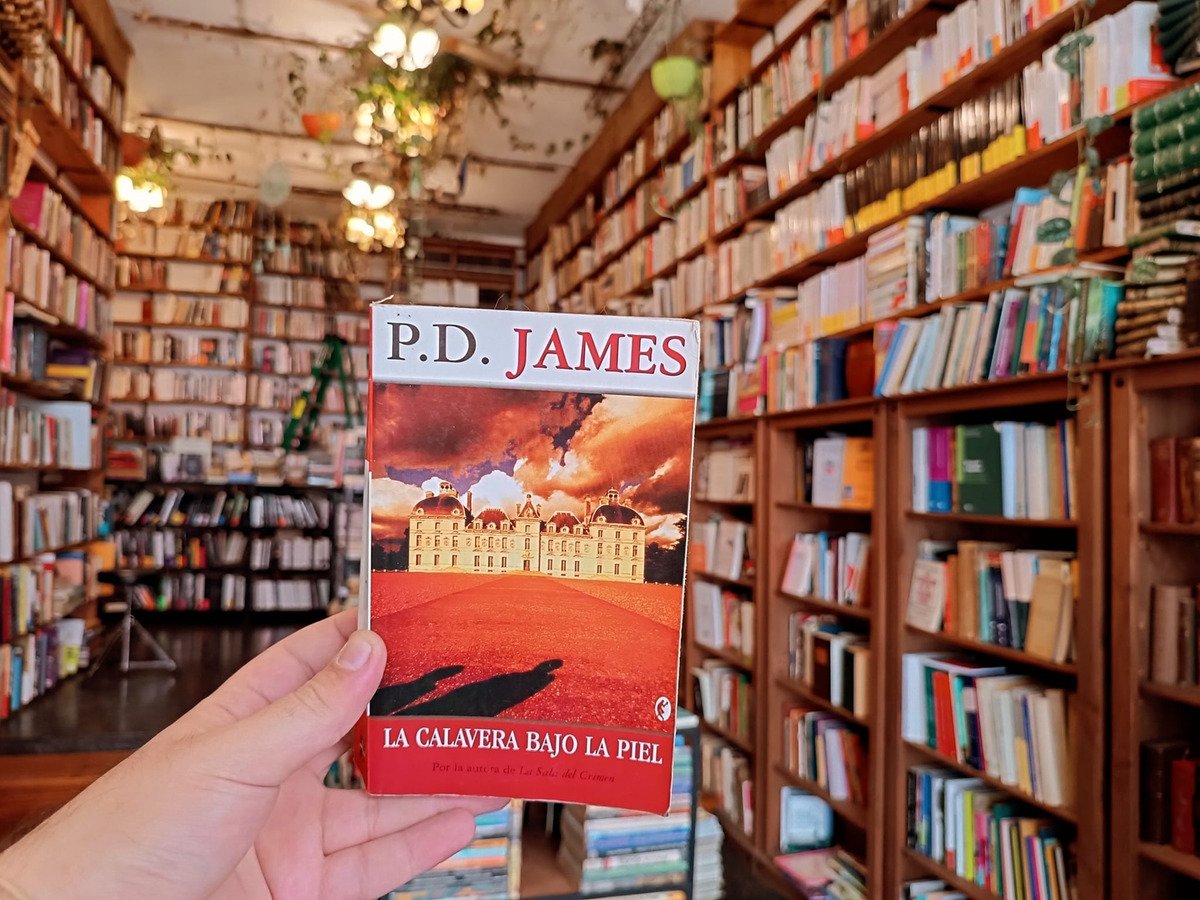 P.D. JAMES
LA CALAVERA BAJO LA PIEL
Por la autora de La Sala del Crimen